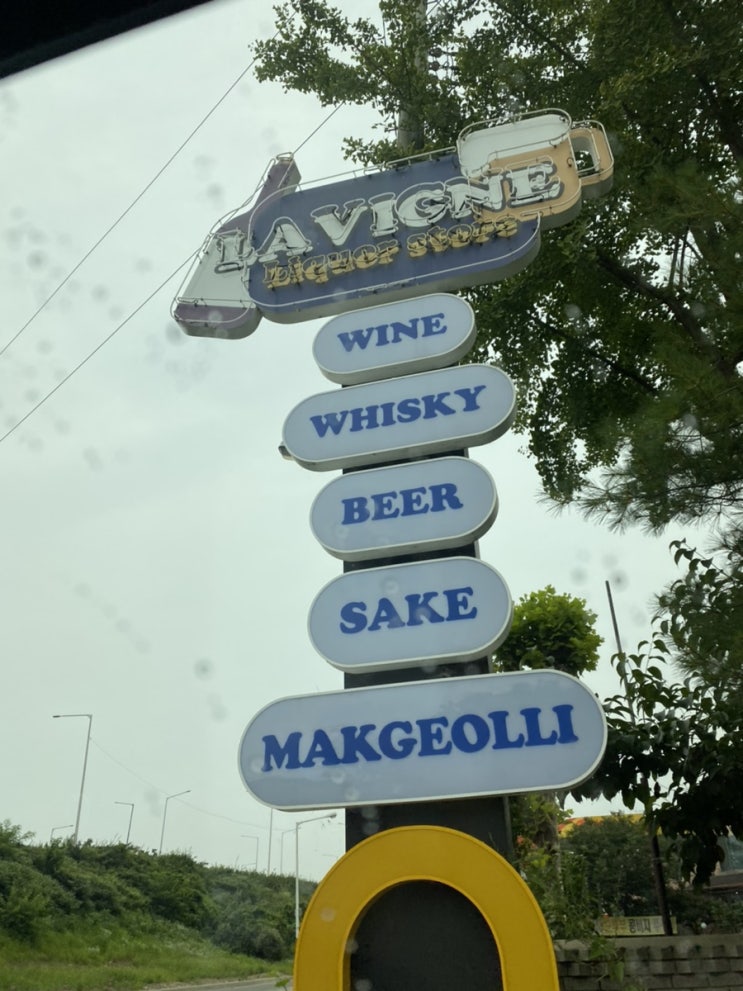 LAVIGNE
Liquor store
WINE
WHISKY
BEER
SAKE
MAKGEOLLI